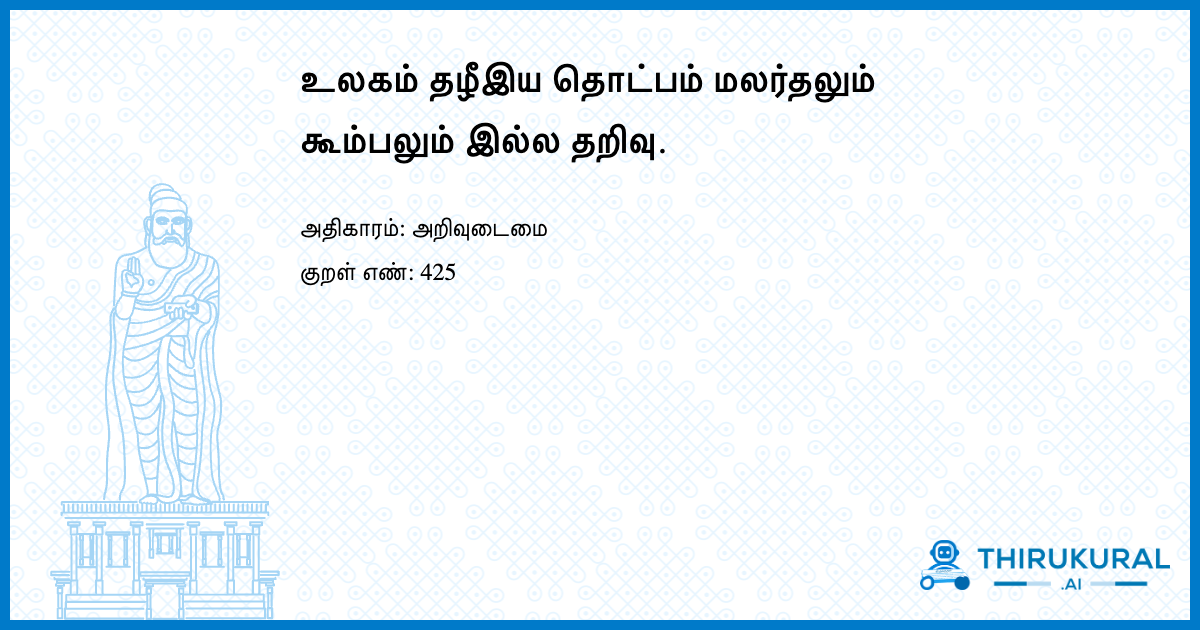 உலகம் தழீஇய தொட்பம் மலர்தலும்
கூம்பலும் இல்ல தறிவு.
அதிகாரம்: அறிவுடைமை
குறள் எண்: 425
THIRUKURAL
.AI